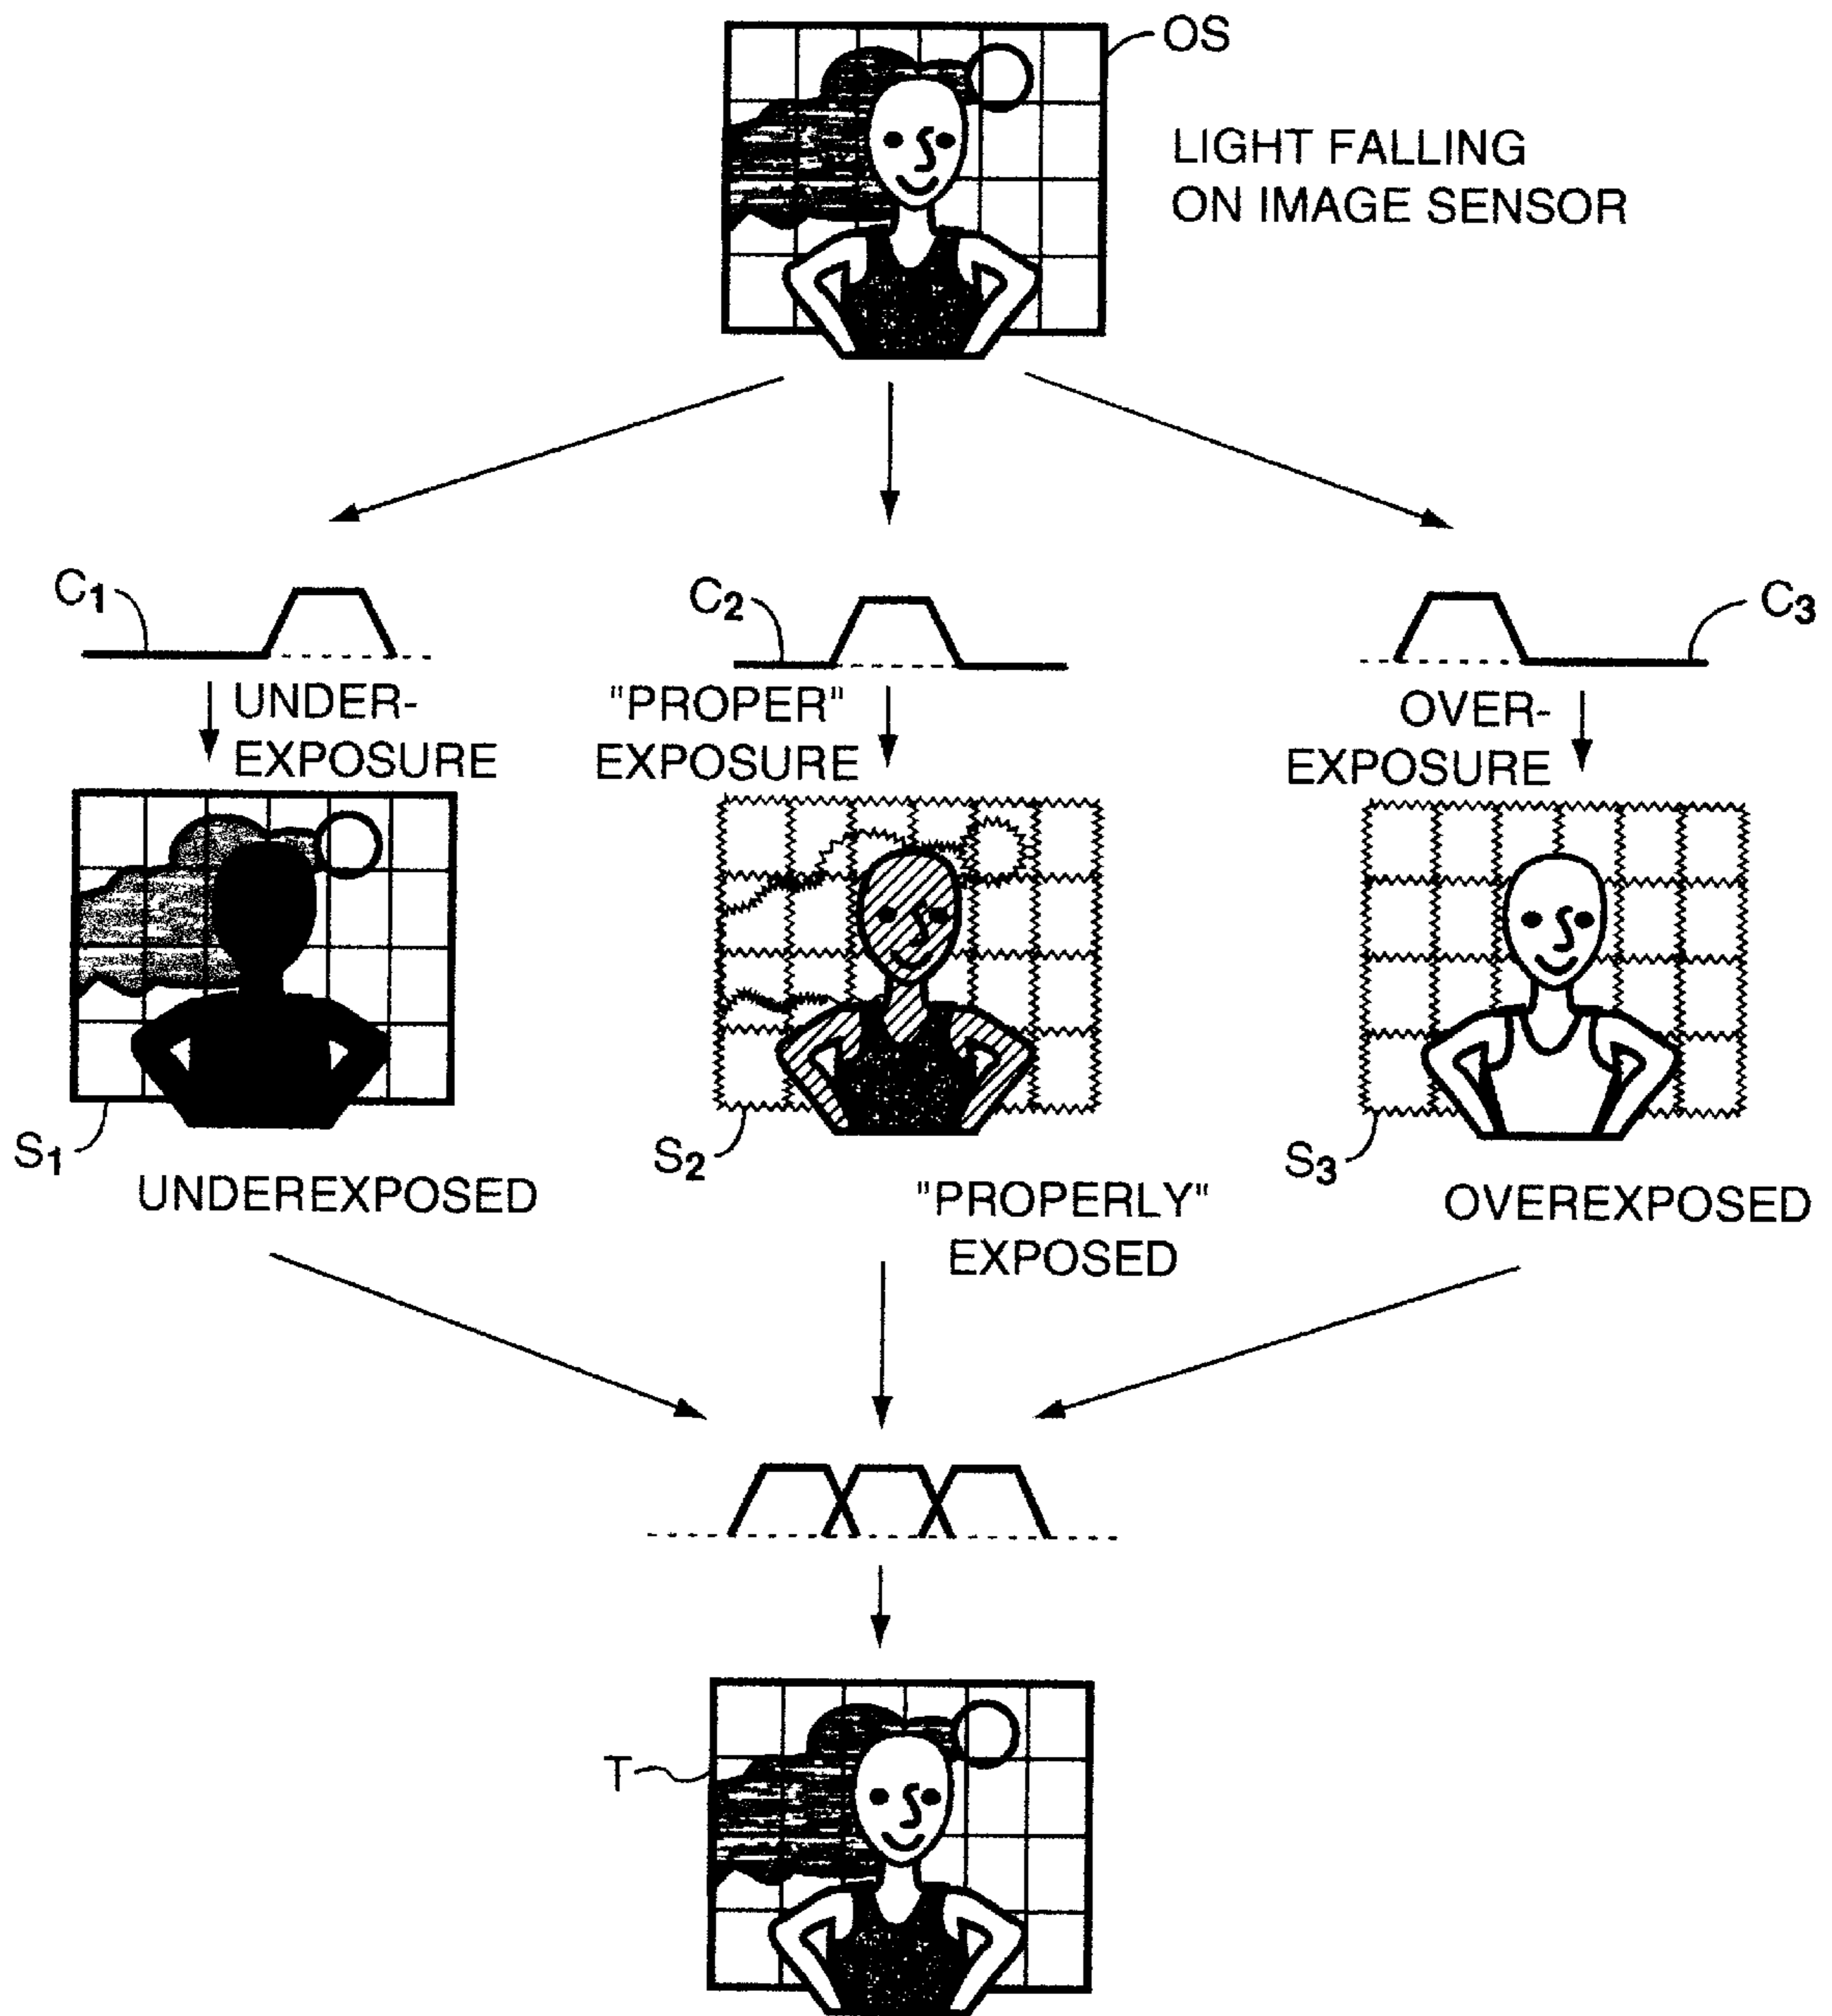 OS
LIGHT FALLING
ON IMAGE SENSOR
C1
C2
C3
UNDER-
EXPOSURE
"PROPER"
EXPOSURE
OVER-
EXPOSURE
S1
S2
S3
UNDEREXPOSED
"PROPERLY"
EXPOSED
OVEREXPOSED
T